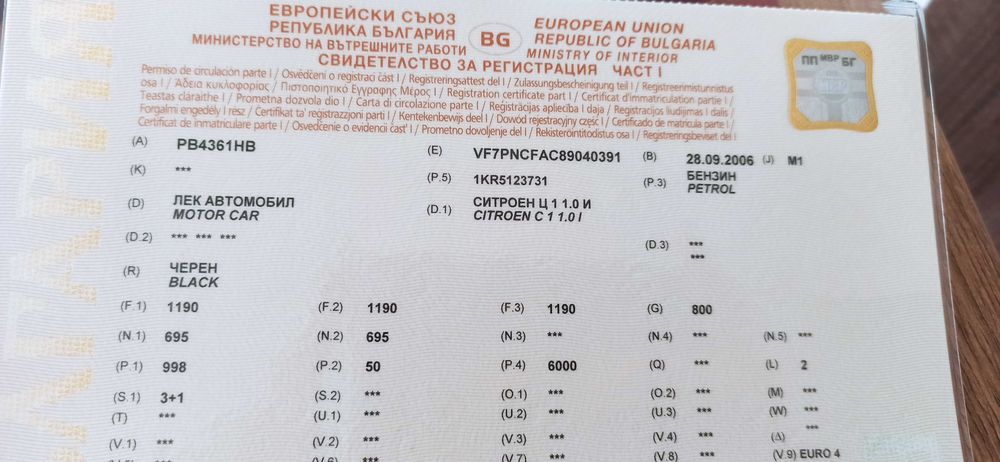 ЕВРОПЕЙСКИ СЪЮЗ
РЕПУБЛИКА БЪЛГАРИЯ
МИНИСТЕРСТВО НА ВЪТРЕШНИТЕ РАБОТИ
BG
EUROPEAN UNION
REPUBLIC OF BULGARIA
MINISTRY OF INTERIOR
СВИДЕТЕЛСТВО ЗА РЕГИСТРАЦИЯ ЧАСТ I
ПП МВР БГ
Permiso de circulación parte I / Osvědčení o registraci část I / Registreringsattest del I / Zulassungsbescheinigung teil I / Registreerimistunnistus
osa I / Άδεια κυκλοφορίας / Πιστοποιητικό Εγγραφης Μέρος I / Registration certificate part I / Certificat d'immatriculation partie I /
Teastas cláraithe I / Prometna dozvola dio I / Carta di circolazione parte I / Reģistrācijas apliecība I daļa / Registracijos liudijimas I dalis /
Forgalmi engedély I rész / Certifikat ta' registrazzjoni parti I / Kentekenbewijs deel I / Dowód rejestracyjny część I / Certificado de matrícula parte I /
Certificat de inmatriculare parte I / Osvedčenie o evidencii časť I / Prometno dovoljenje del I / Rekisteröintitodistus osa I / Registreringsbeviset del I
(A) PB4361HB (E) VF7PNCFAC89040391 (B) 28.09.2006 (J) M1
(K) *** (P.5) 1KR5123731 (P.3) БЕНЗИН
PETROL
(D) ЛЕК АВТОМОБИЛ (D.1) СИТРОЕН Ц 1 1.0 И
MOTOR CAR CITROEN C 1 1.0 I
(D.2) *** *** *** (D.3) ***
***
(R) ЧЕРЕН
BLACK
(F.1) 1190 (F.2) 1190 (F.3) 1190 (G) 800
(N.1) 695 (N.2) 695 (N.3) *** (N.4) *** (N.5) ***
(P.1) 998 (P.2) 50 (P.4) 6000 (Q) *** (L) 2
(S.1) 3+1 (S.2) *** (O.1) *** (O.2) *** (M) ***
(T) *** (U.1) *** (U.2) *** (U.3) *** (W) ***
(V.1) *** (V.2) *** (V.3) *** (V.4) *** (Δ) ***
(V.6) *** (V.7) *** (V.8) *** (V.9) EURO 4